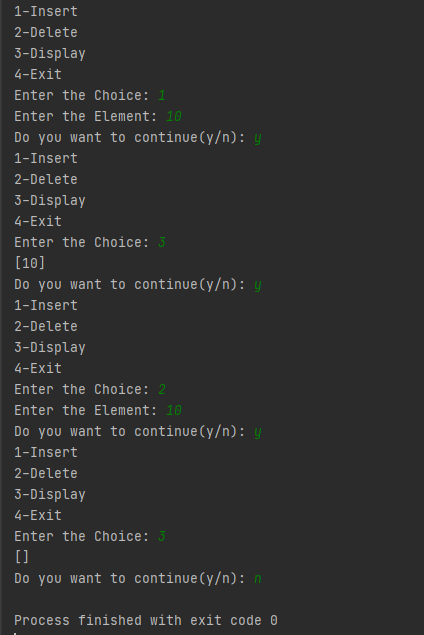 1-Insert
2-Delete
3-Display
4-Exit
Enter the Choice: 1
Enter the Element: 10
Do you want to continue(y/n): y
1-Insert
2-Delete
3-Display
4-Exit
Enter the Choice: 3
[10]
Do you want to continue(y/n): y
1-Insert
2-Delete
3-Display
4-Exit
Enter the Choice: 2
Enter the Element: 10
Do you want to continue(y/n): y
1-Insert
2-Delete
3-Display
4-Exit
Enter the Choice: 3
[]
Do you want to continue(y/n): n
Process finished with exit code 0